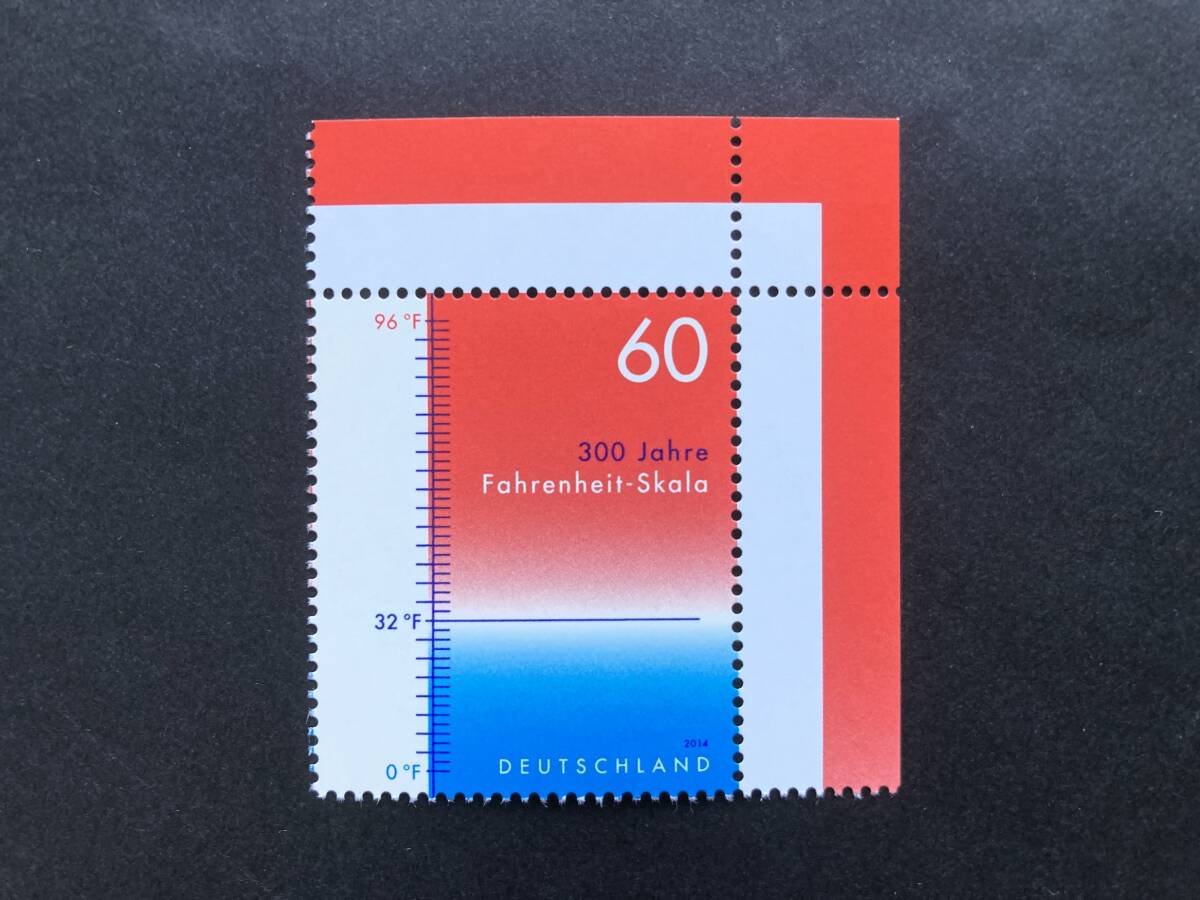 96 °F
60
300 Jahre
Fahrenheit-Skala
32 °F
2014
0 °F
DEUTSCHLAND